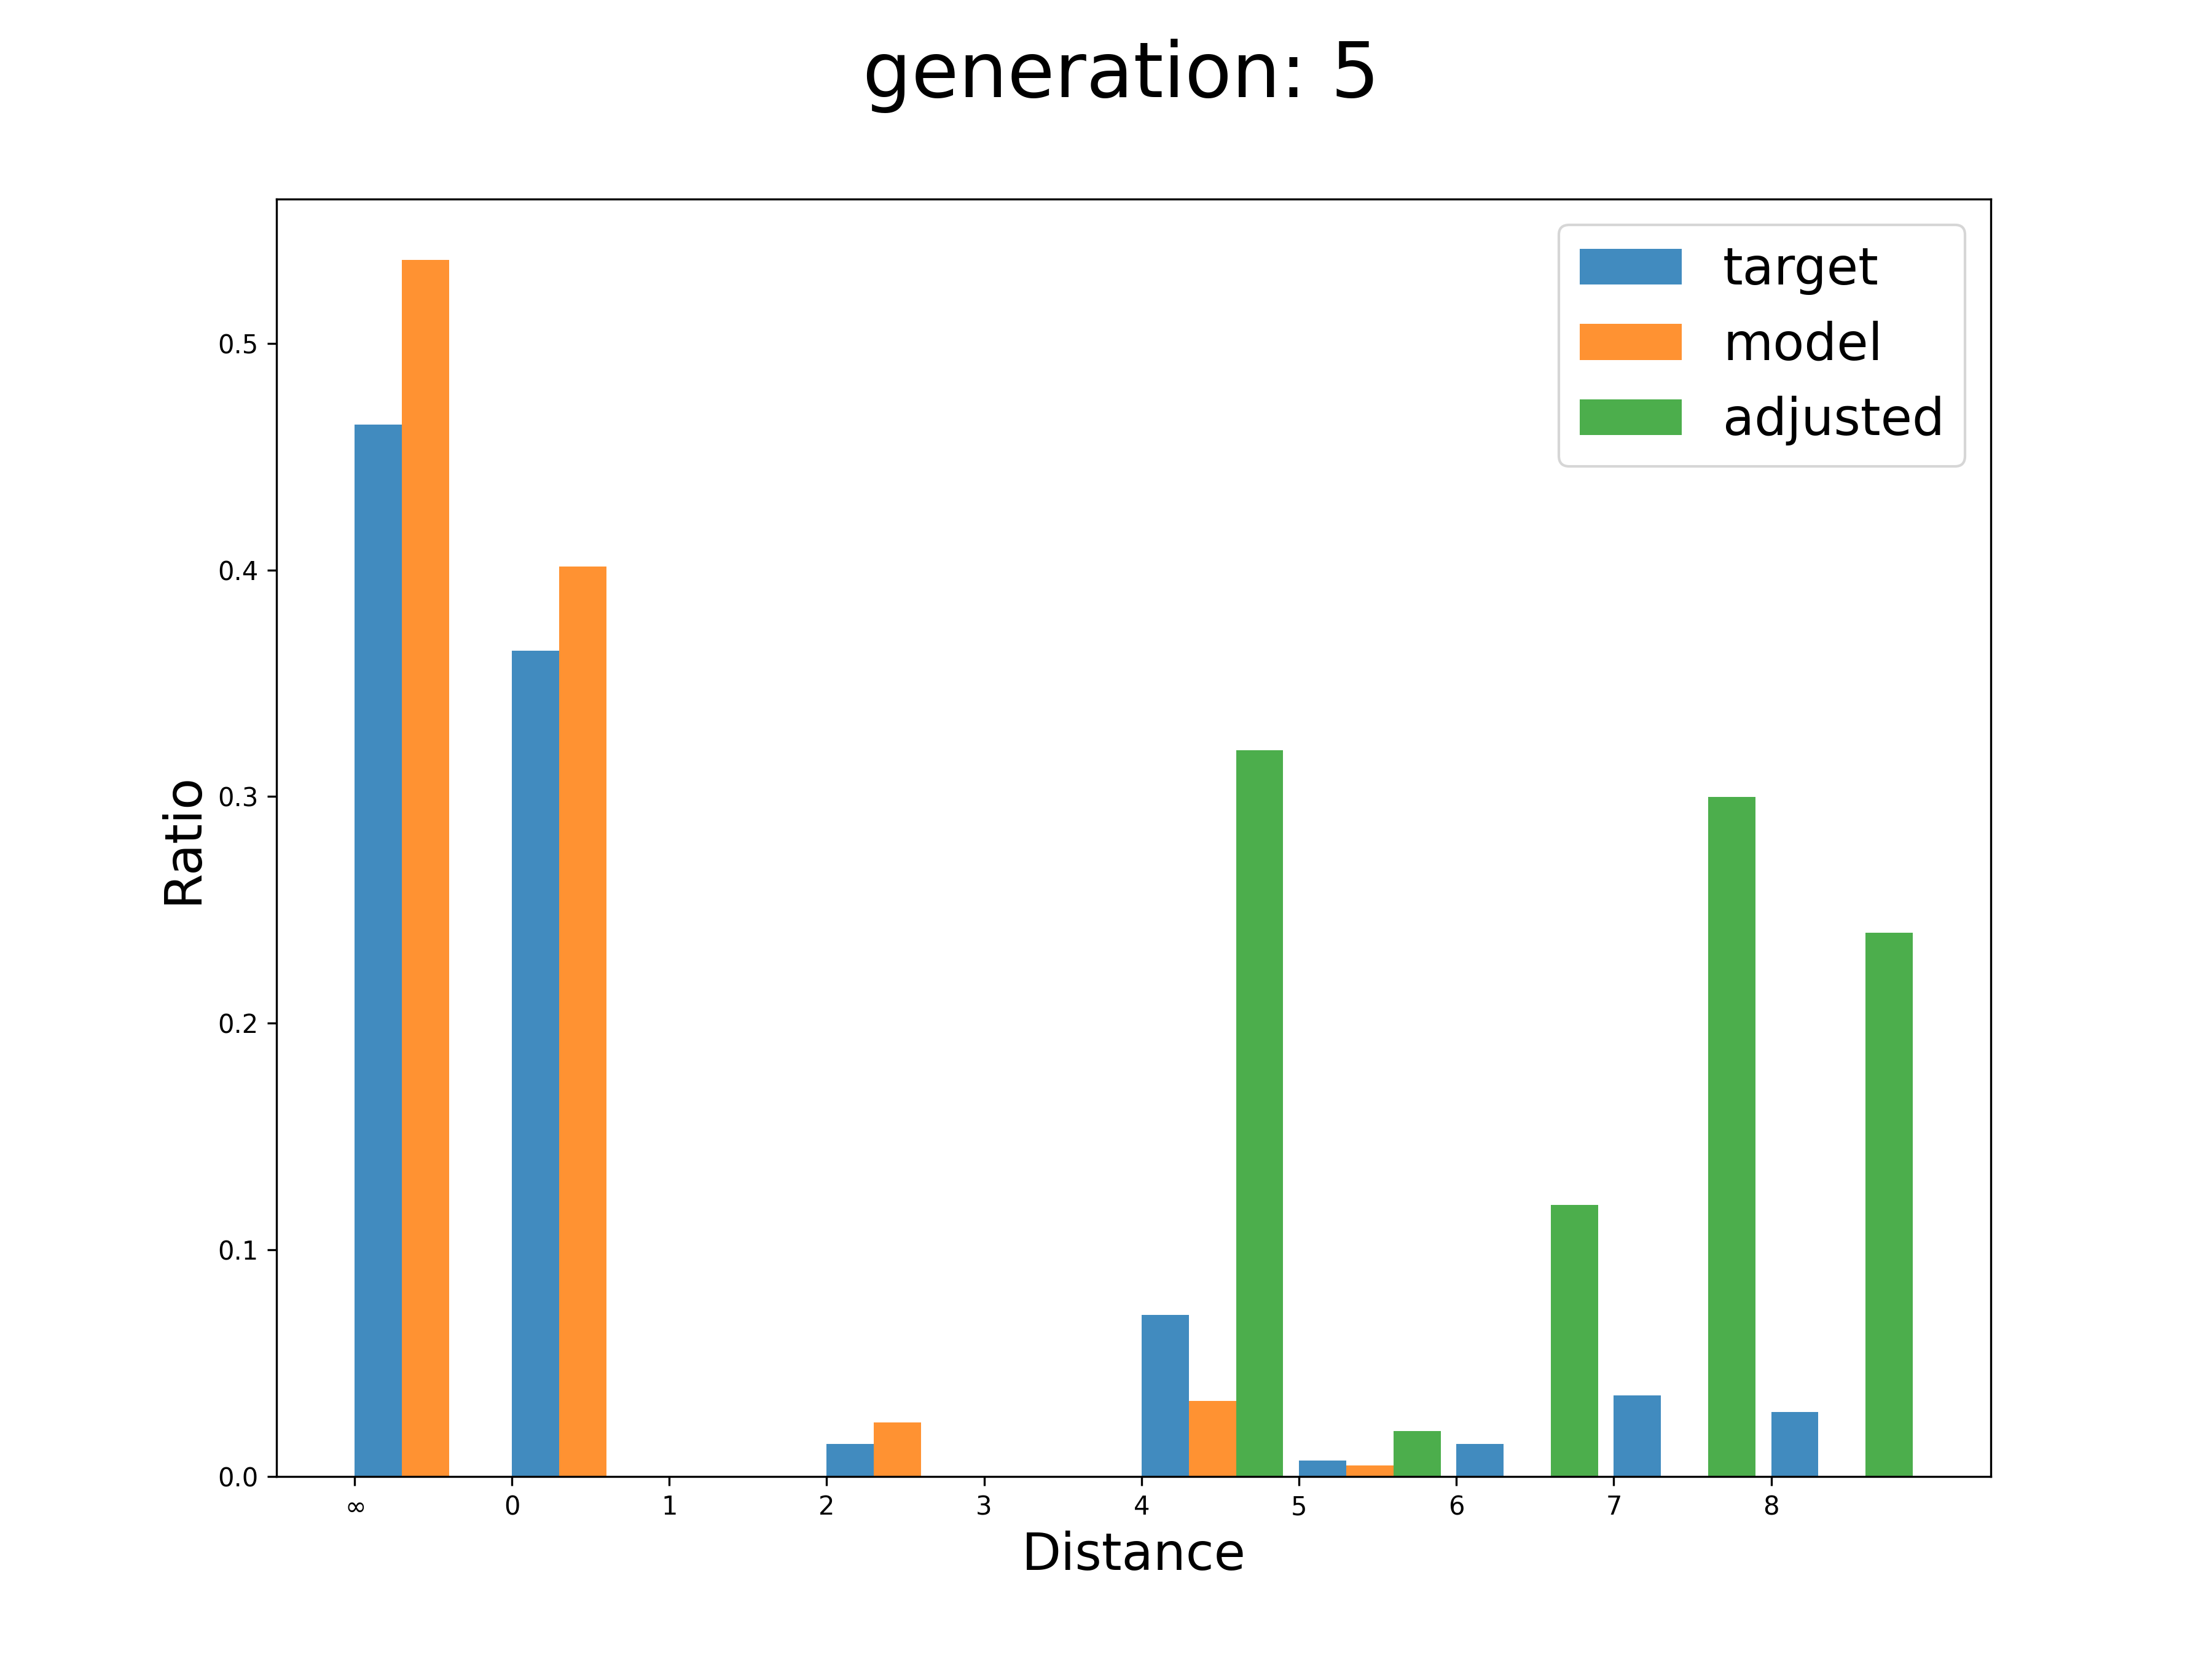 generation: 5
target
model
adjusted
Ratio
0.5
0.4
0.3
0.2
0.1
0.0
∞ 0 1 2 3 4 5 6 7 8
Distance